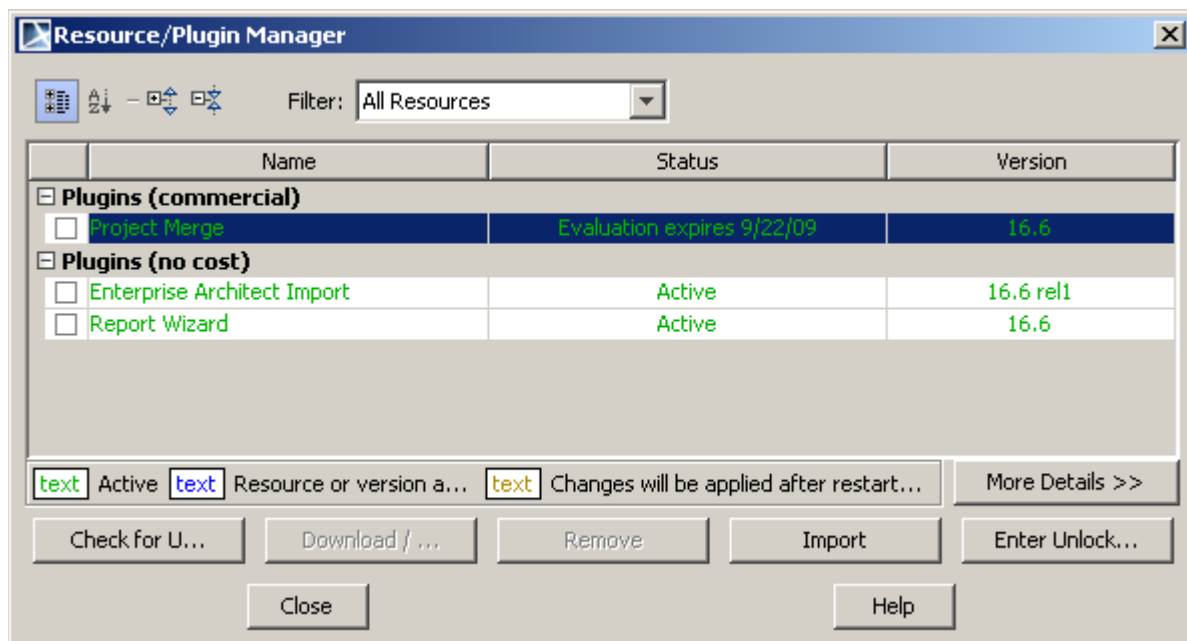 Resource/Plugin Manager
Filter: All Resources
Name Status Version
Plugins (commercial)
Project Merge Evaluation expires 9/22/09 16.6
Plugins (no cost)
Enterprise Architect Import Active 16.6 rel1
Report Wizard Active 16.6
text Active text Resource or version a... text Changes will be applied after restart... More Details >>
Check for U... Download / ... Remove Import Enter Unlock...
Close Help